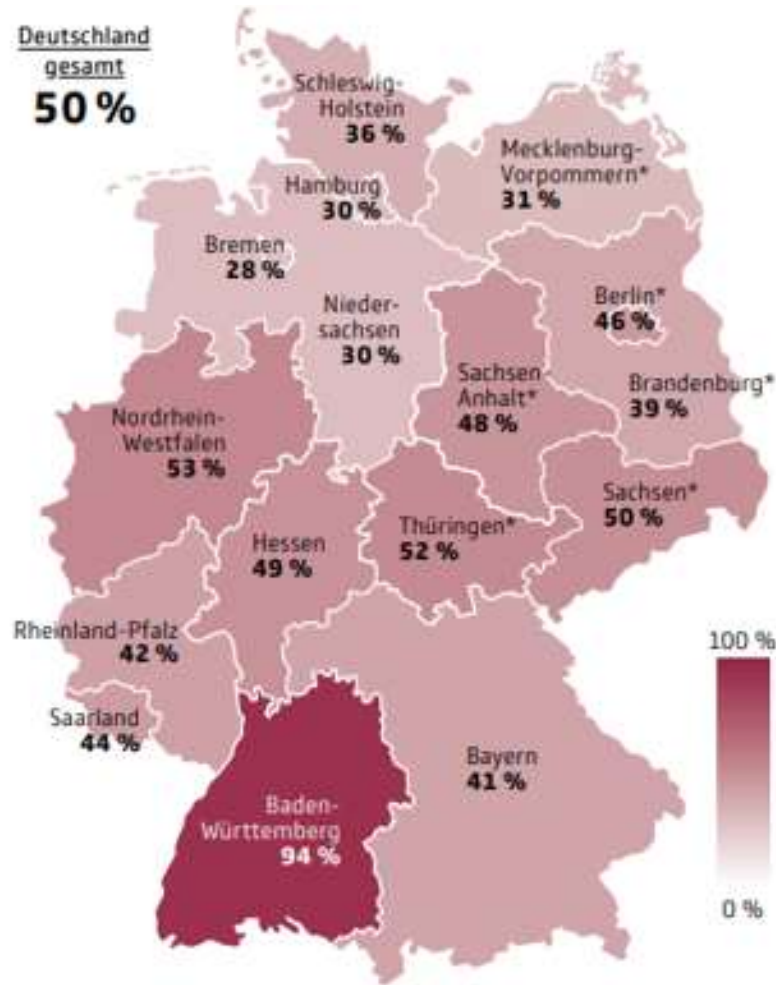 Deutschland
gesamt
50 %
Schleswig-
Holstein
36 %
Mecklenburg-
Vorpommern*
31 %
Hamburg
30 %
Bremen
28 %
Nieder-
sachsen
30 %
Berlin*
46 %
Brandenburg*
39 %
Sachsen-
Anhalt*
48 %
Nordrhein-
Westfalen
53 %
Sachsen*
50 %
Thüringen*
52 %
Hessen
49 %
Rheinland-Pfalz
42 %
Saarland
44 %
Bayern
41 %
Baden-
Württemberg
94 %
100 %
0 %